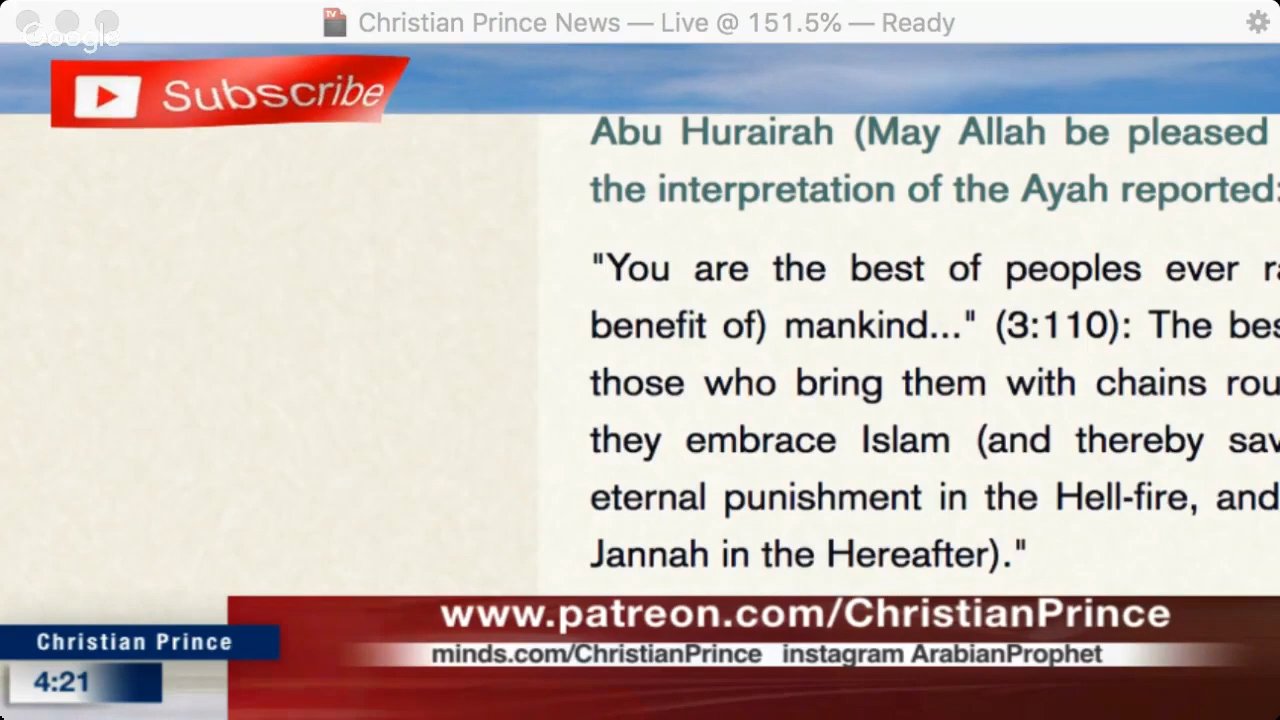 Christian Prince News — Live @ 151.5% — Ready
Google
Subscribe
Abu Hurairah (May Allah be pleased
the interpretation of the Ayah reported:
"You are the best of peoples ever
benefit of) mankind..." (3:110): The
those who bring them with chains
they embrace Islam (and thereby
eternal punishment in the Hell-fire, and
Jannah in the Hereafter)."
www.patreon.com/ChristianPrince
minds.com/ChristianPrince instagram ArabianProphet
Christian Prince
4:21